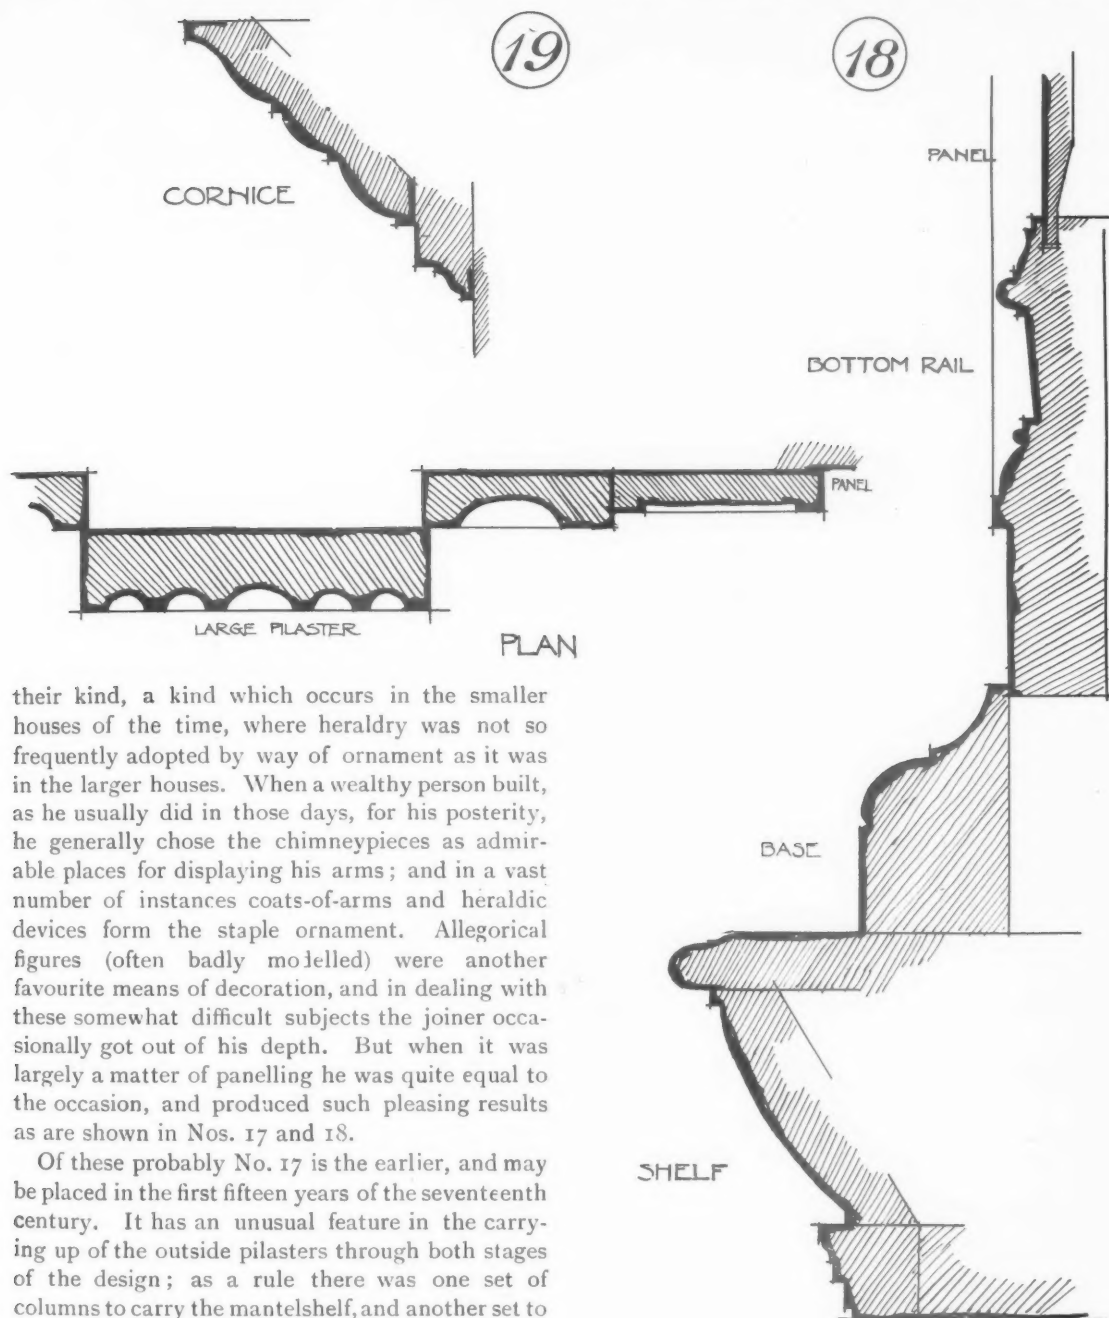 19
18
CORNICE
PANEL
BOTTOM RAIL
PANEL
LARGE PILASTER
PLAN
BASE
SHELF
their kind, a kind which occurs in the smaller
houses of the time, where heraldry was not so
frequently adopted by way of ornament as it was
in the larger houses. When a wealthy person built,
as he usually did in those days, for his posterity,
he generally chose the chimneypieces as admir-
able places for displaying his arms; and in a vast
number of instances coats-of-arms and heraldic
devices form the staple ornament. Allegorical
figures (often badly modelled) were another
favourite means of decoration, and in dealing with
these somewhat difficult subjects the joiner occa-
sionally got out of his depth. But when it was
largely a matter of panelling he was quite equal to
the occasion, and produced such pleasing results
as are shown in Nos. 17 and 18.
Of these probably No. 17 is the earlier, and may
be placed in the first fifteen years of the seventeenth
century. It has an unusual feature in the carry-
ing up of the outside pilasters through both stages
of the design; as a rule there was one set of
columns to carry the mantelshelf, and another set to